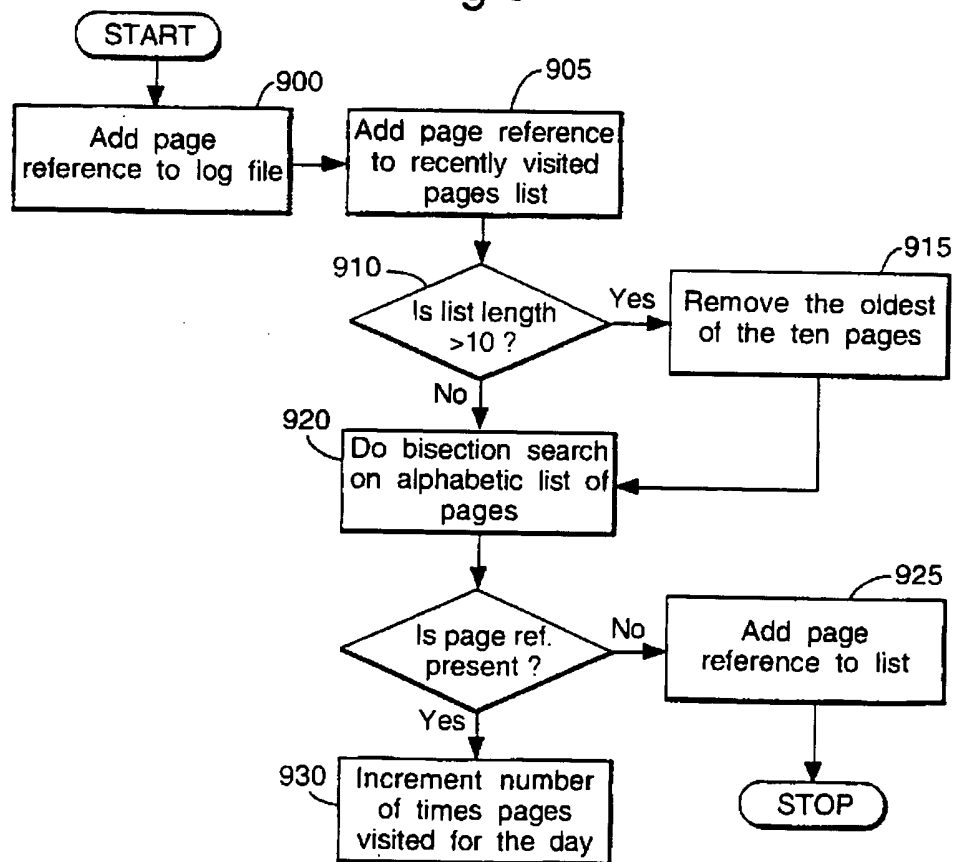 START
900
Add page
reference to log file
905
Add page reference
to recently visited
pages list
910
Is list length
>10 ?
Yes
915
Remove the oldest
of the ten pages
No
920
Do bisection search
on alphabetic list of
pages
Is page ref.
present ?
No
925
Add page
reference to list
Yes
930
Increment number
of times pages
visited for the day
STOP